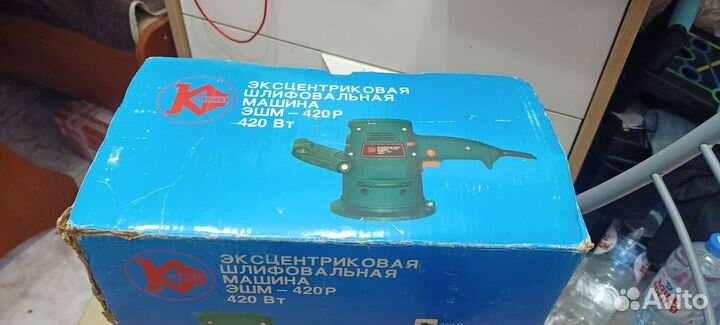 ЭКСЦЕНТРИКОВАЯ
ШЛИФОВАЛЬНАЯ
МАШИНА
ЭШМ – 420Р
420 Вт
ЭКСЦЕНТРИКОВАЯ
ШЛИФОВАЛЬНАЯ
МАШИНА
ЭШМ – 420Р
420 Вт
Avito